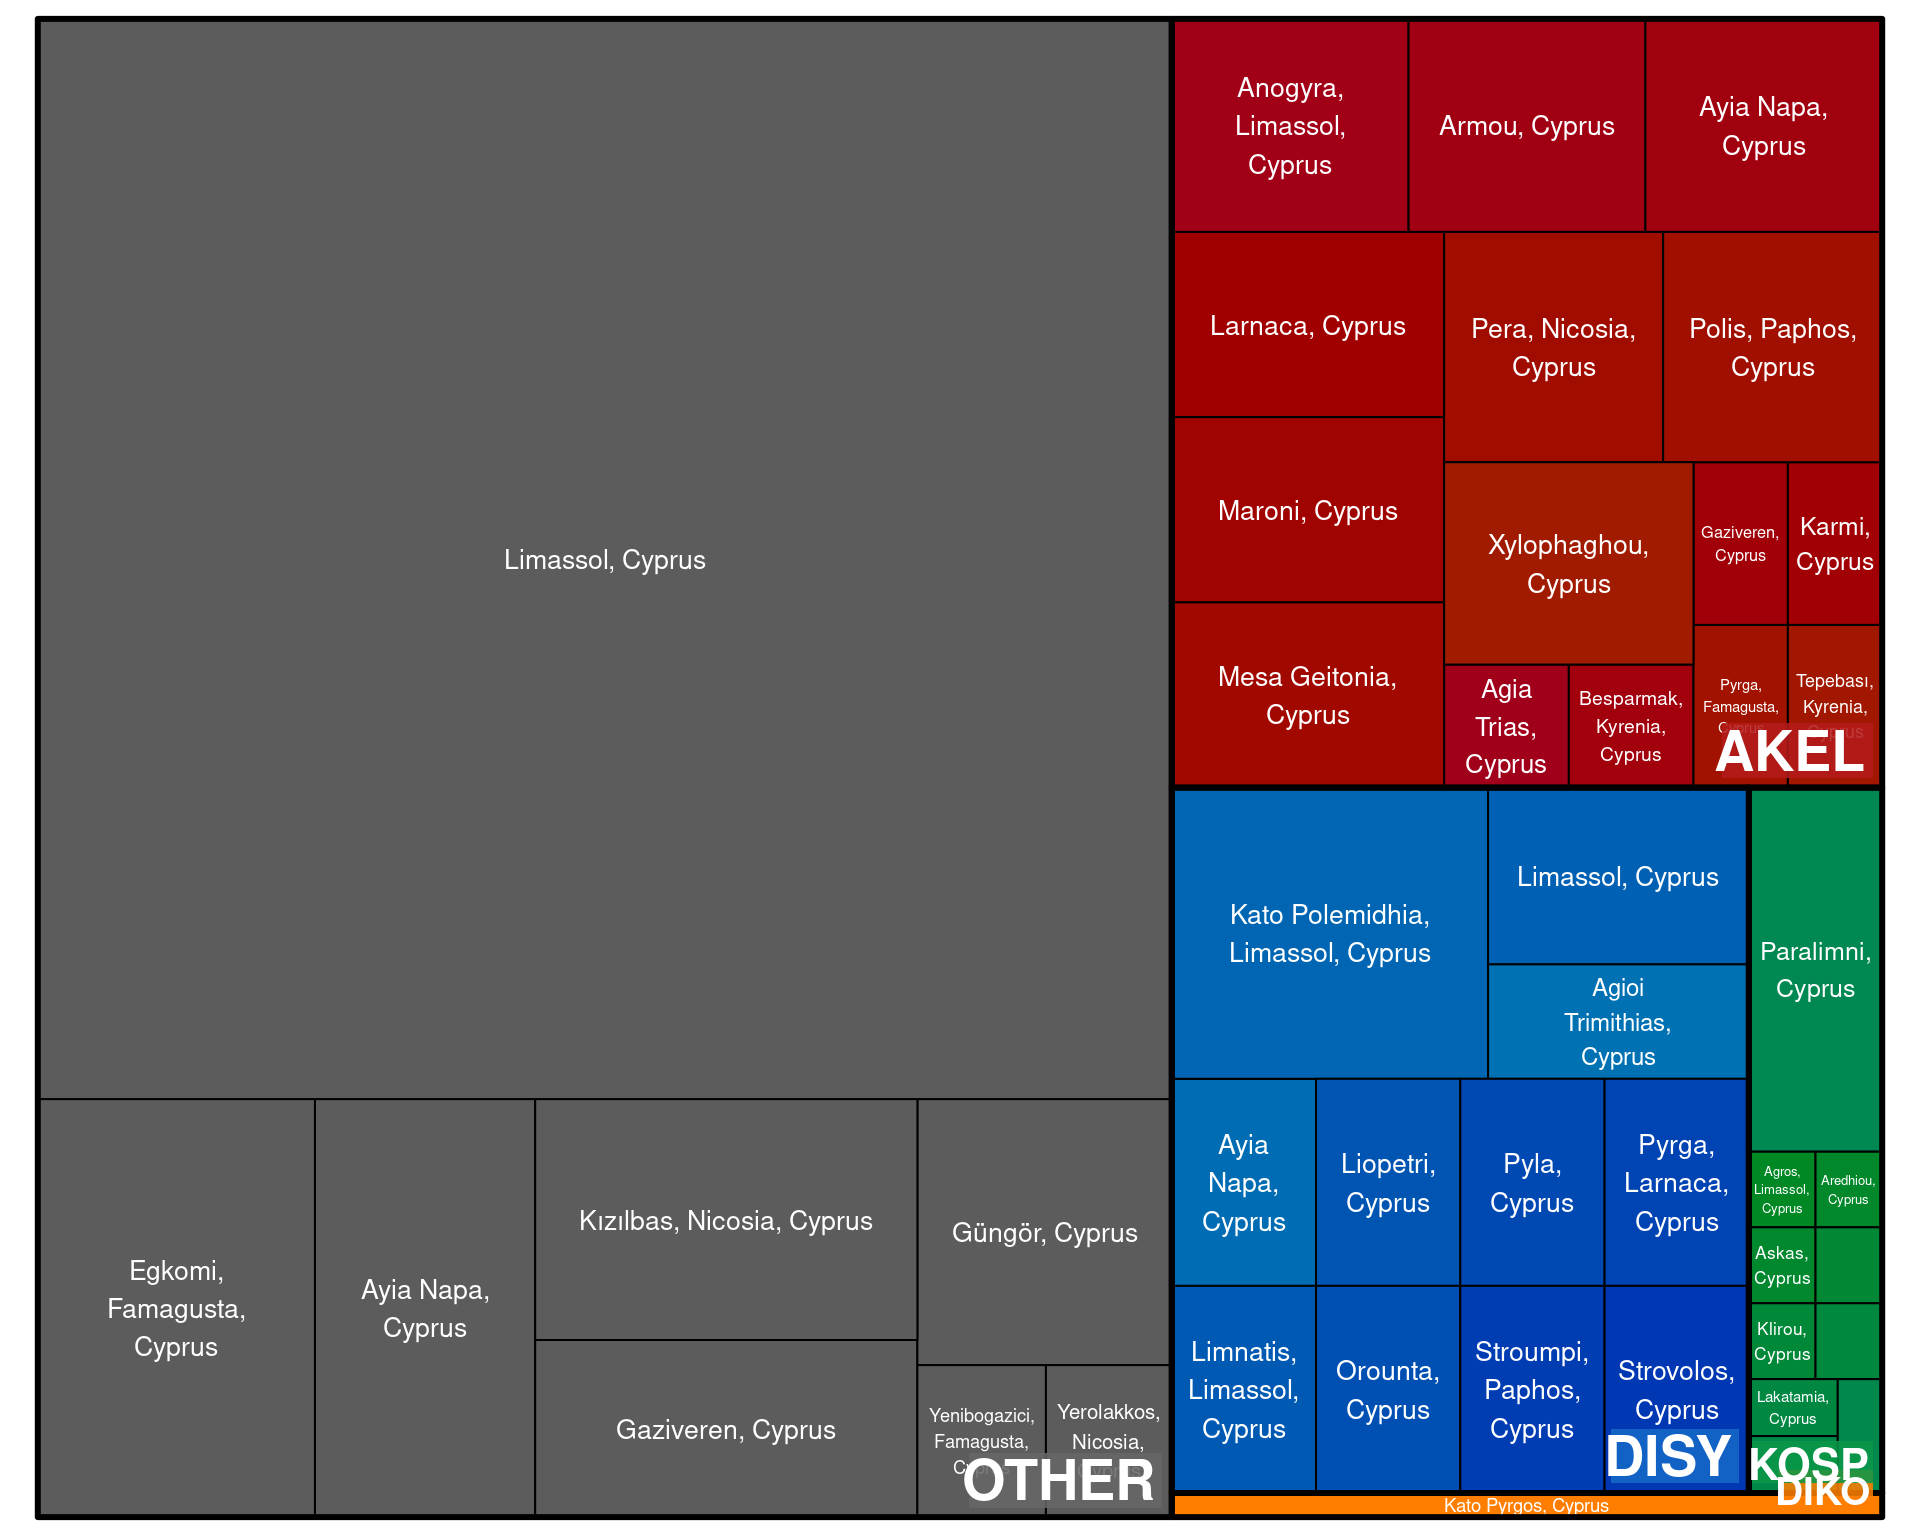 Limassol, Cyprus
Egkomi,
Famagusta,
Cyprus
Ayia Napa,
Cyprus
Kızılbas, Nicosia, Cyprus
Gaziveren, Cyprus
Güngör, Cyprus
Yenibogazici,
Famagusta,
Cyprus
Yerolakkos,
Nicosia,
Cyprus
OTHER
Anogyra,
Limassol,
Cyprus
Armou, Cyprus
Ayia Napa,
Cyprus
Larnaca, Cyprus
Maroni, Cyprus
Mesa Geitonia,
Cyprus
Pera, Nicosia,
Cyprus
Polis, Paphos,
Cyprus
Xylophaghou,
Cyprus
Agia
Trias,
Cyprus
Besparmak,
Kyrenia,
Cyprus
Gaziveren,
Cyprus
Karmi,
Cyprus
Pyrga,
Famagusta,
Cyprus
Tepebası,
Kyrenia,
Cyprus
AKEL
Kato Polemidhia,
Limassol, Cyprus
Limassol, Cyprus
Agioi
Trimithias,
Cyprus
Ayia
Napa,
Cyprus
Liopetri,
Cyprus
Pyla,
Cyprus
Pyrga,
Larnaca,
Cyprus
Limnatis,
Limassol,
Cyprus
Orounta,
Cyprus
Stroumpi,
Paphos,
Cyprus
Strovolos,
Cyprus
DISY
Paralimni,
Cyprus
Agros,
Limassol,
Cyprus
Aredhiou,
Cyprus
Askas,
Cyprus
Klirou,
Cyprus
Lakatamia,
Cyprus
KOSP
Kato Pyrgos, Cyprus
DIKO